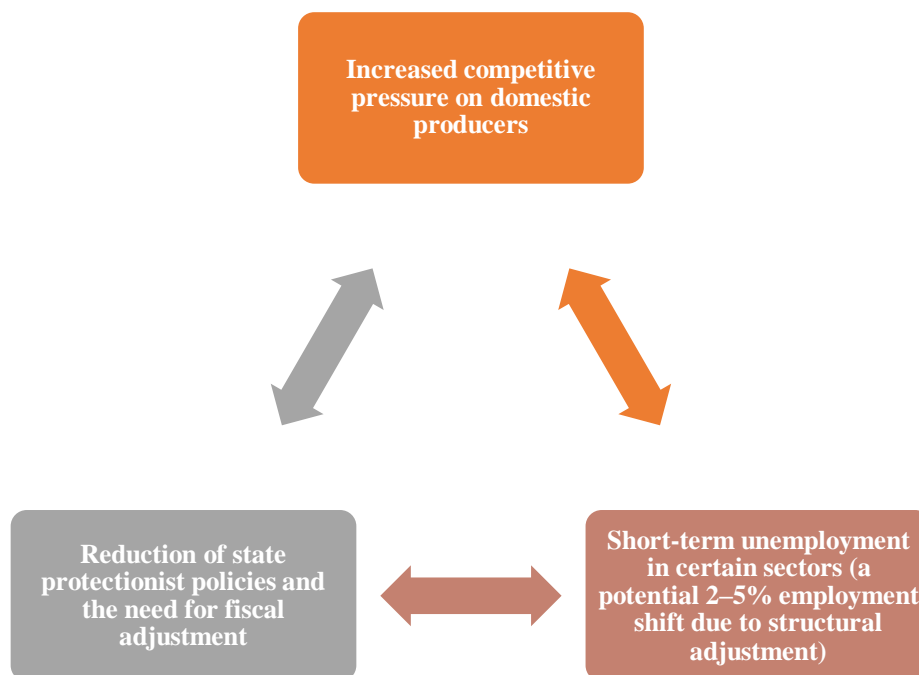 Increased competitive
pressure on domestic
producers
Reduction of state
protectionist policies and
the need for fiscal
adjustment
Short-term unemployment
in certain sectors (a
potential 2–5% employment
shift due to structural
adjustment)